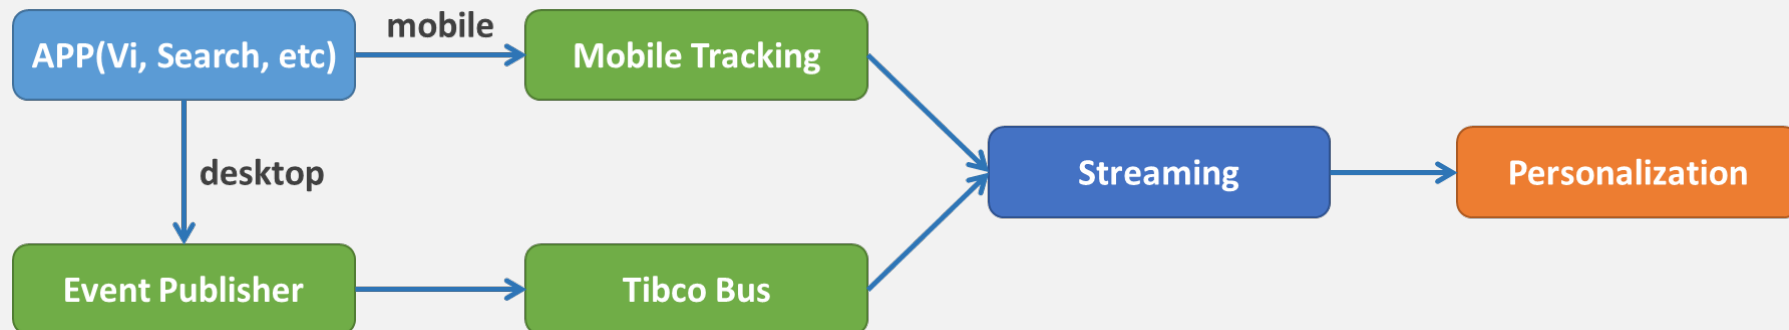 APP(Vi, Search, etc)
mobile
Mobile Tracking
desktop
Streaming
Personalization
Event Publisher
Tibco Bus